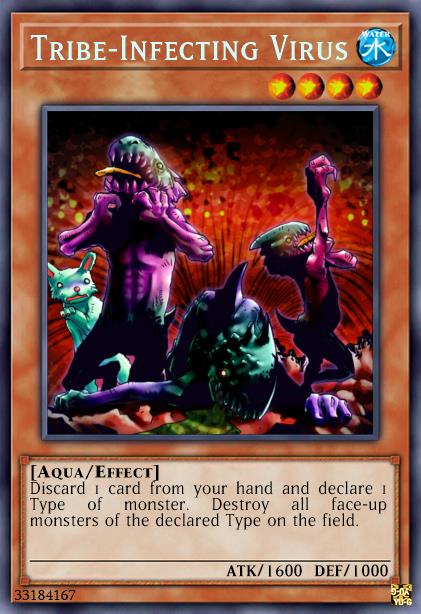 TRIBE-INFECTING VIRUS
WATER
水
[AQUA/EFFECT]
Discard 1 card from your hand and declare 1
Type of monster. Destroy all face-up
monsters of the declared Type on the field.
ATK/1600 DEF/1000
33184167